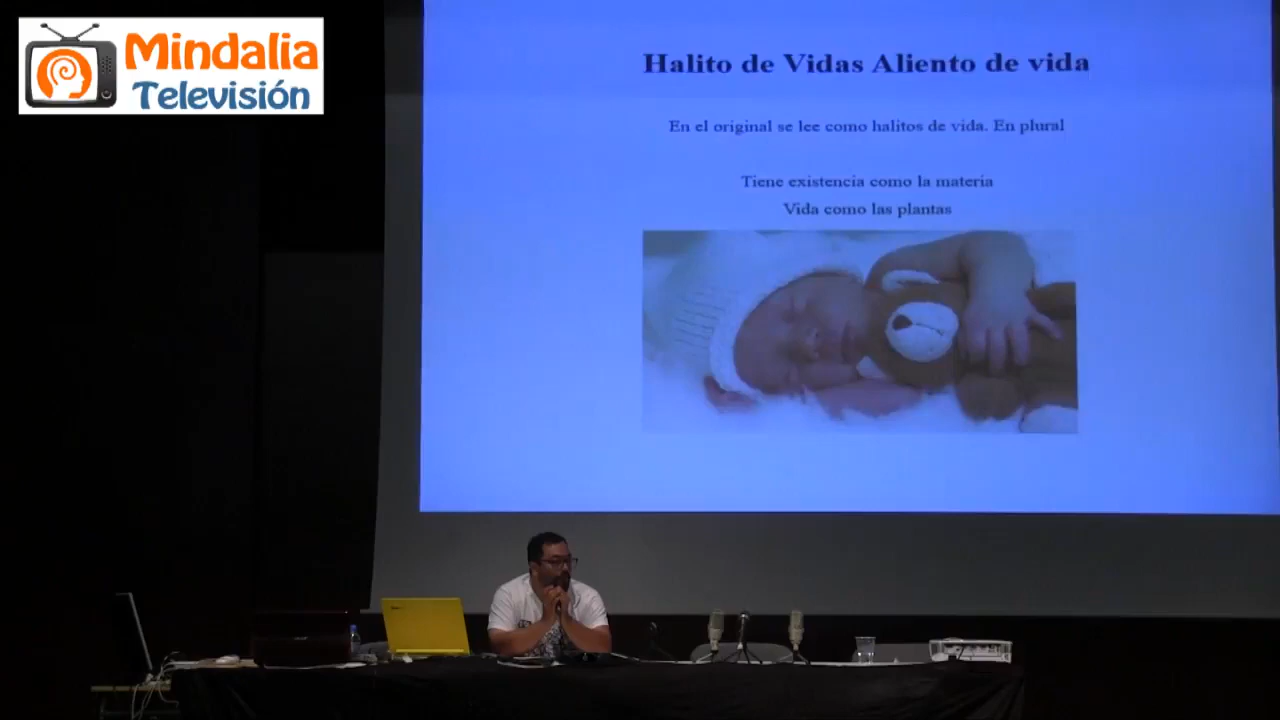 Mindalia
Televisión
Halito de Vidas Aliento de vida
En el original se lee como halitos de vida. En plural
Tiene existencia como la materia
Vida como las plantas